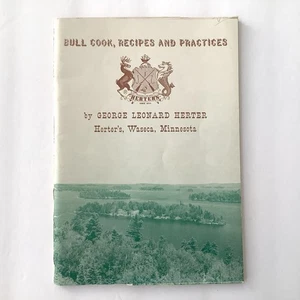 BULL COOK, RECIPES AND PRACTICES
HERTER'S
by GEORGE LEONARD HERTER
Herter's, Waseca, Minnesota